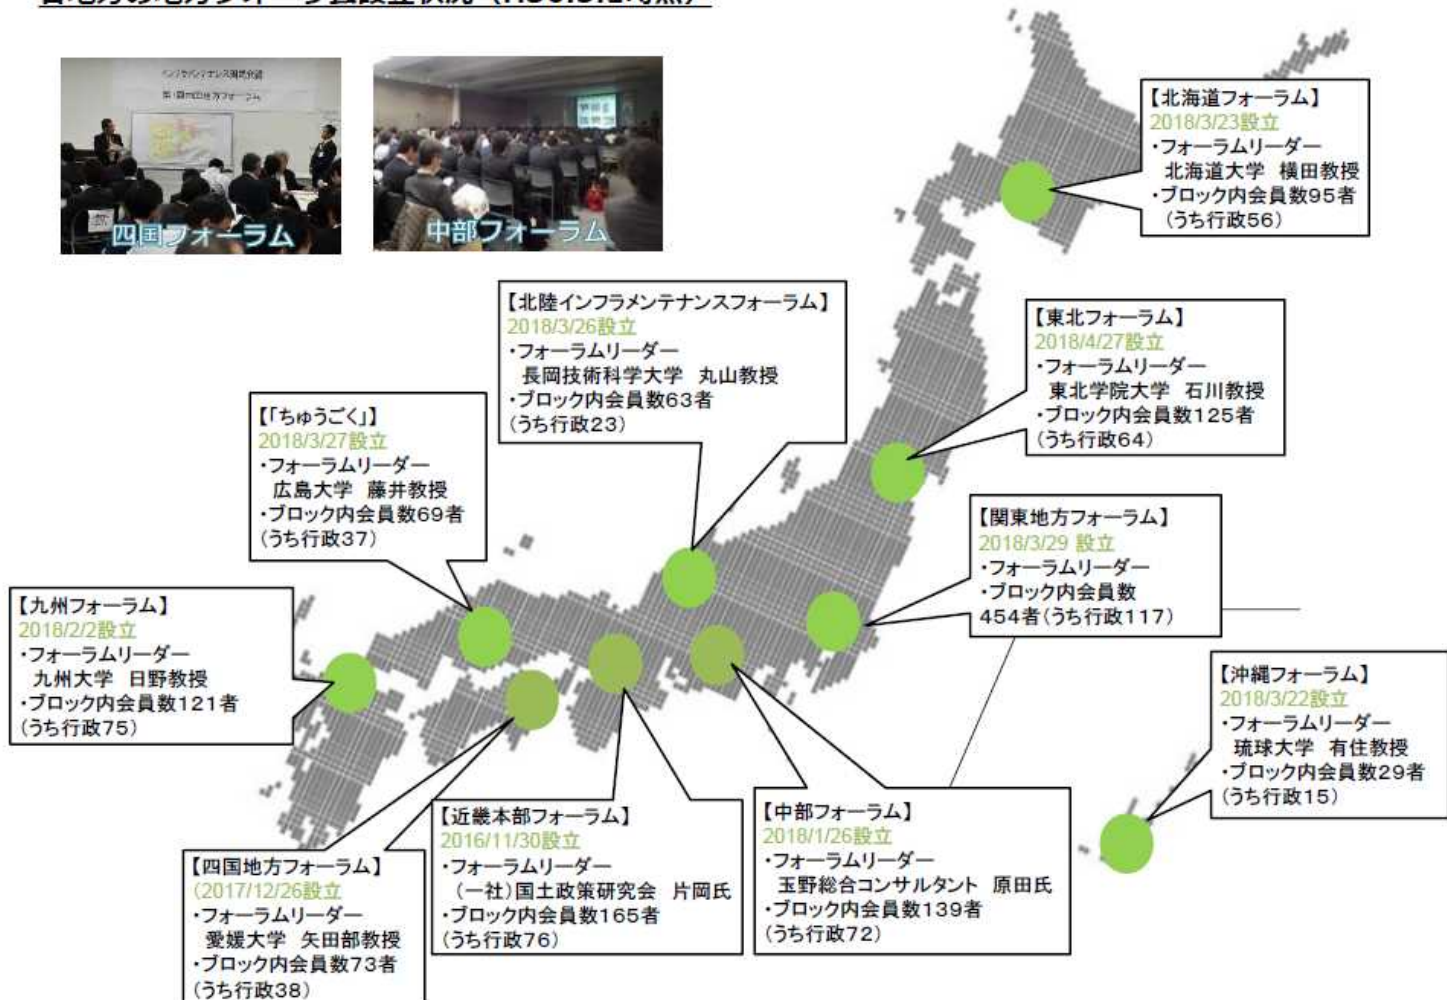 インフラメンテナンス国民会議
四国フォーラム
中部フォーラム
【北海道フォーラム】
2018/3/23設立
・フォーラムリーダー
北海道大学 横田教授
・ブロック内会員数95者
(うち行政56)
【北陸インフラメンテナンスフォーラム】
2018/3/26設立
・フォーラムリーダー
長岡技術科学大学 丸山教授
・ブロック内会員数63者
(うち行政23)
【東北フォーラム】
2018/4/27設立
・フォーラムリーダー
東北学院大学 石川教授
・ブロック内会員数125者
(うち行政64)
【「ちゅうごく」】
2018/3/27設立
・フォーラムリーダー
広島大学 藤井教授
・ブロック内会員数69者
(うち行政37)
【関東地方フォーラム】
2018/3/29 設立
・フォーラムリーダー
・ブロック内会員数
454者(うち行政117)
【九州フォーラム】
2018/2/2設立
・フォーラムリーダー
九州大学 日野教授
・ブロック内会員数121者
(うち行政75)
【沖縄フォーラム】
2018/3/22設立
・フォーラムリーダー
琉球大学 有住教授
・ブロック内会員数29者
(うち行政15)
【四国地方フォーラム】
(2017/12/26設立
・フォーラムリーダー
愛媛大学 矢田部教授
・ブロック内会員数73者
(うち行政38)
【近畿本部フォーラム】
2016/11/30設立
・フォーラムリーダー
(一社)国土政策研究会 片岡氏
・ブロック内会員数165者
(うち行政76)
【中部フォーラム】
2018/1/26設立
・フォーラムリーダー
玉野総合コンサルタント 原田氏
・ブロック内会員数139者
(うち行政72)